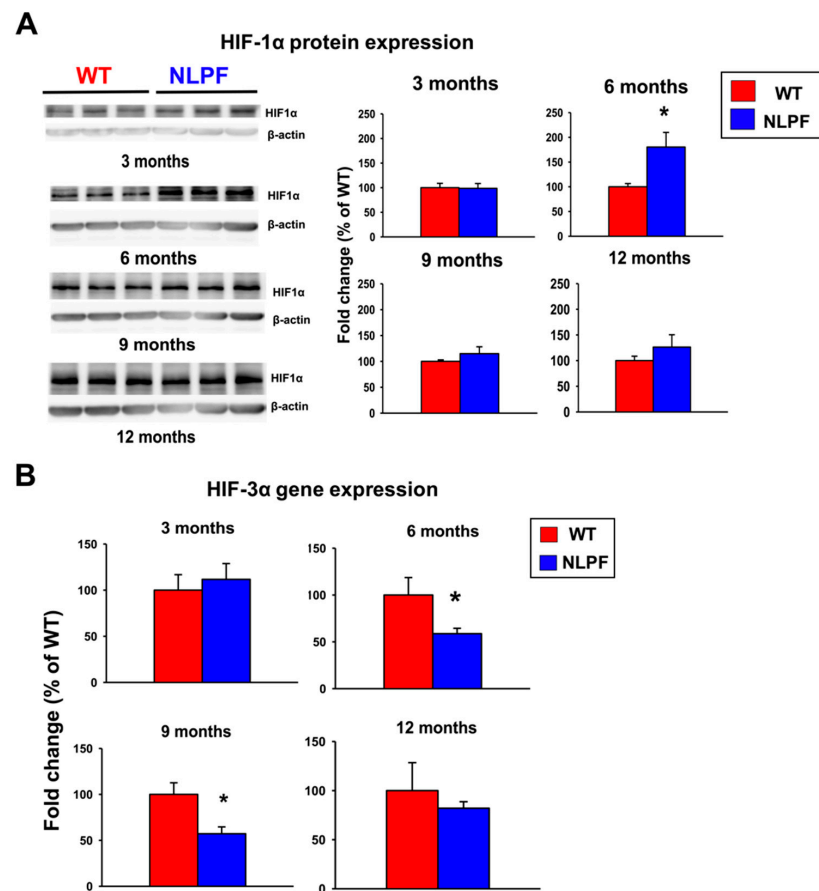 A
HIF-1α protein expression
WT NLPF
HIF1α
β-actin
3 months
HIF1α
β-actin
6 months
HIF1α
β-actin
9 months
HIF1α
β-actin
12 months
Fold change (% of WT)
3 months
250
200
150
100
50
0
6 months
250
200
150
100
50
0
*
WT
NLPF
9 months
250
200
150
100
50
0
12 months
250
200
150
100
50
0
B
HIF-3α gene expression
Fold change (% of WT)
3 months
150
100
50
0
6 months
150
100
50
0
*
WT
NLPF
9 months
150
100
50
0
*
12 months
150
100
50
0